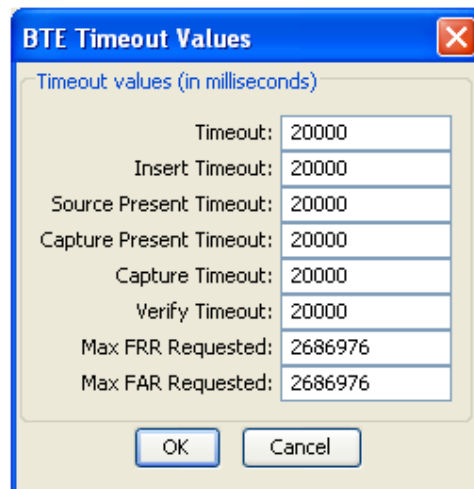 BTE Timeout Values
Timeout values (in milliseconds)
Timeout: 20000
Insert Timeout: 20000
Source Present Timeout: 20000
Capture Present Timeout: 20000
Capture Timeout: 20000
Verify Timeout: 20000
Max FRR Requested: 2686976
Max FAR Requested: 2686976
OK Cancel